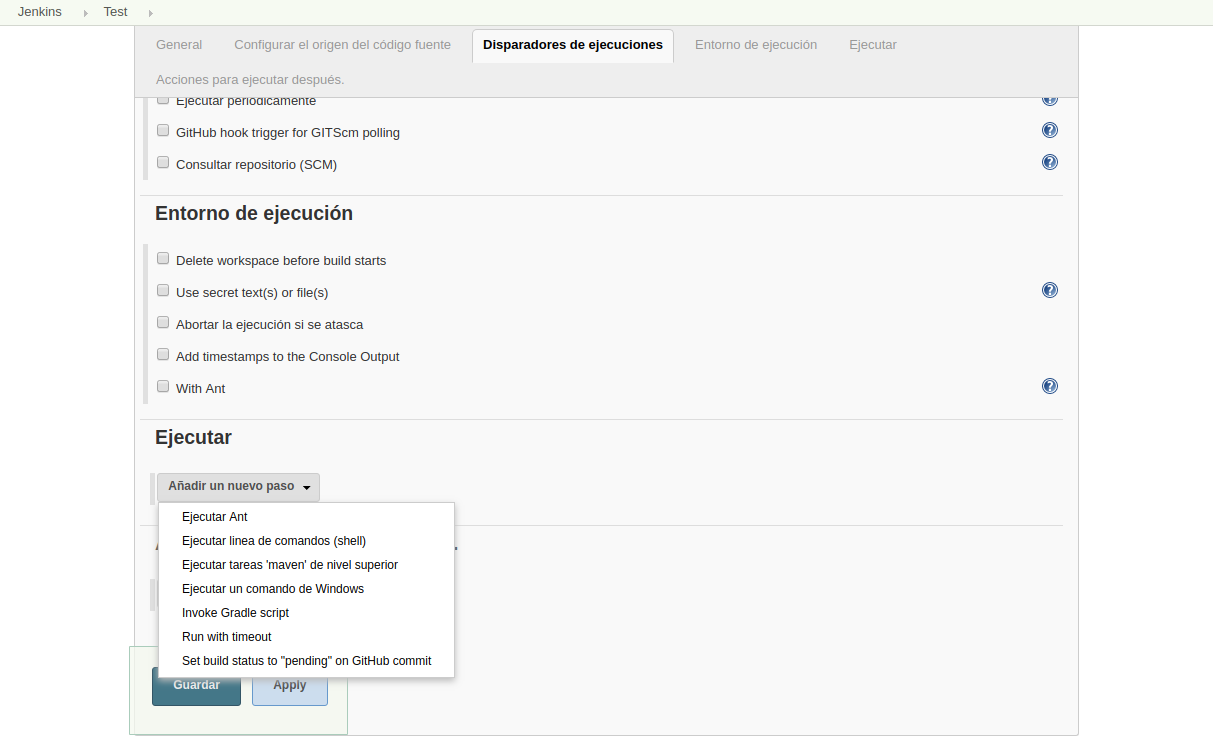 Jenkins
Test
General
Configurar el origen del código fuente
Disparadores de ejecuciones
Entorno de ejecución
Ejecutar
Acciones para ejecutar después.
Ejecutar periodicamente
GitHub hook trigger for GITScm polling
Consultar repositorio (SCM)
Entorno de ejecución
Delete workspace before build starts
Use secret text(s) or file(s)
Abortar la ejecución si se atasca
Add timestamps to the Console Output
With Ant
Ejecutar
Añadir un nuevo paso
Ejecutar Ant
Ejecutar linea de comandos (shell)
Ejecutar tareas 'maven' de nivel superior
Ejecutar un comando de Windows
Invoke Gradle script
Run with timeout
Set build status to "pending" on GitHub commit
Guardar
Apply